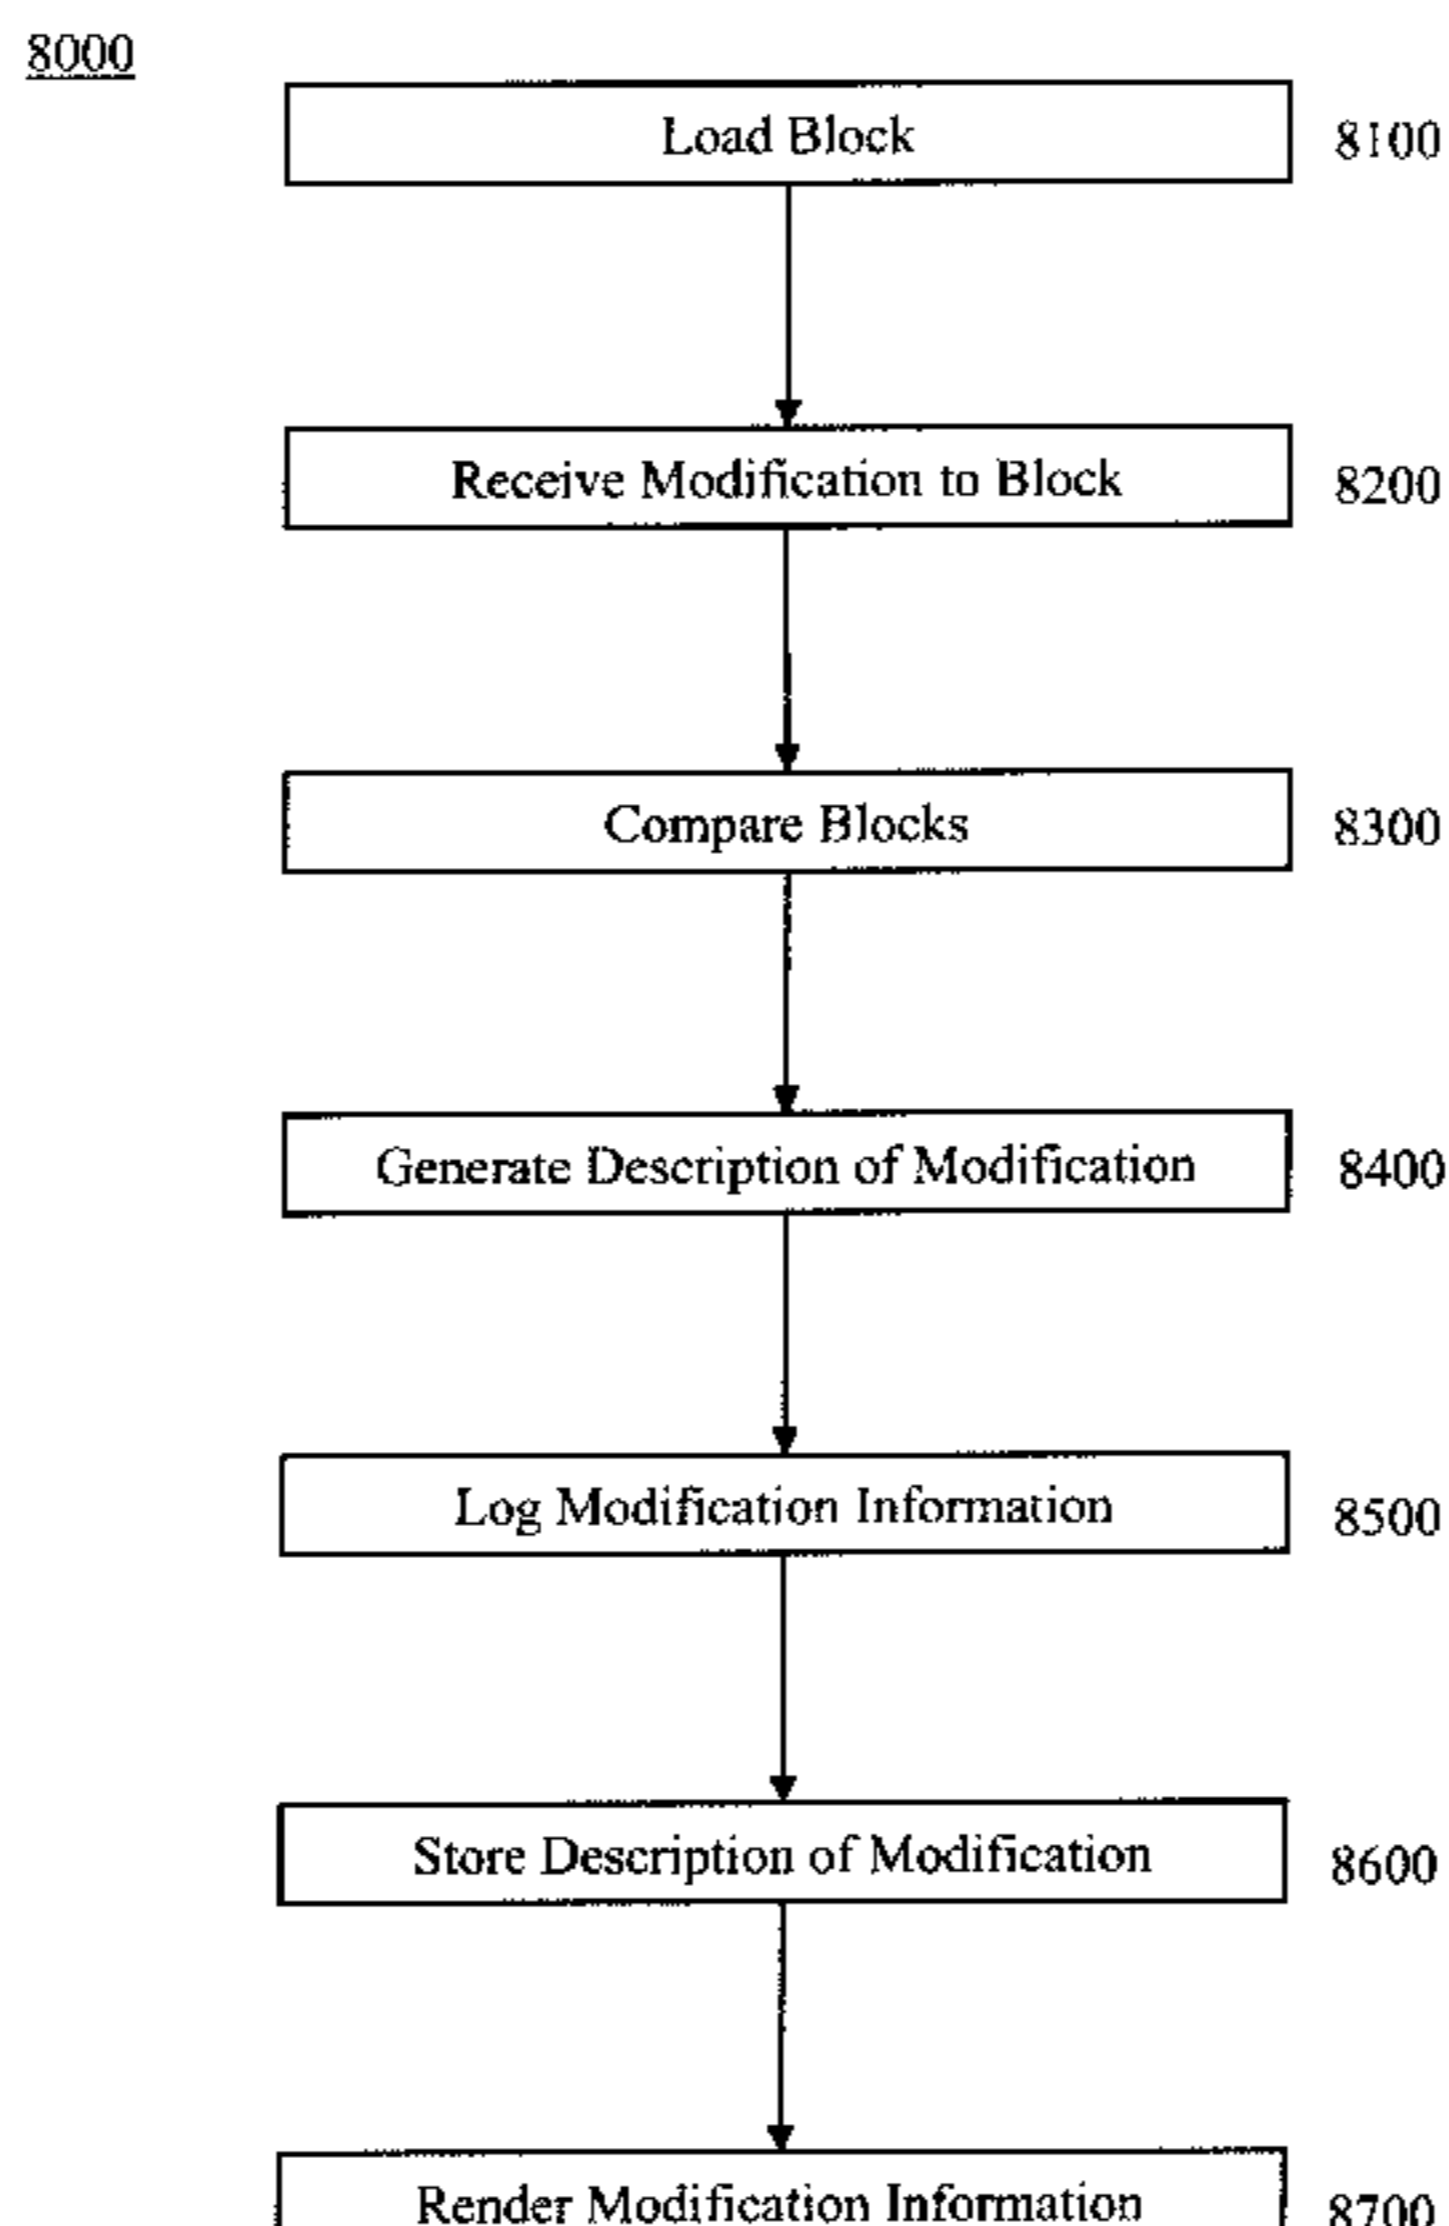 8000
Load Block 8100
Receive Modification to Block 8200
Compare Blocks 8300
Generate Description of Modification 8400
Log Modification Information 8500
Store Description of Modification 8600
Render Modification Information 8700